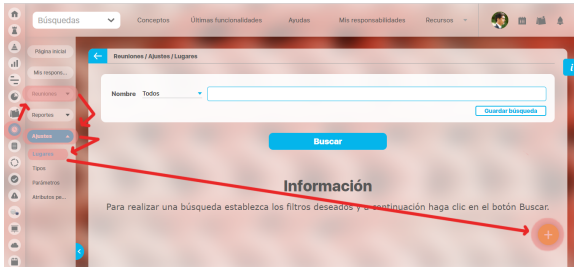 Búsquedas
Conceptos
Últimas funcionalidades
Ayudas
Mis responsabilidades
Recursos
Página inicial
Mis respons...
Reuniones
Reportes
Ajustes
Lugares
Tipos
Parámetros
Atributos pe...
Reuniones / Ajustes / Lugares
Nombre Todos
Guardar búsqueda
Buscar
Información
Para realizar una búsqueda establezca los filtros deseados y a continuación haga clic en el botón Buscar.